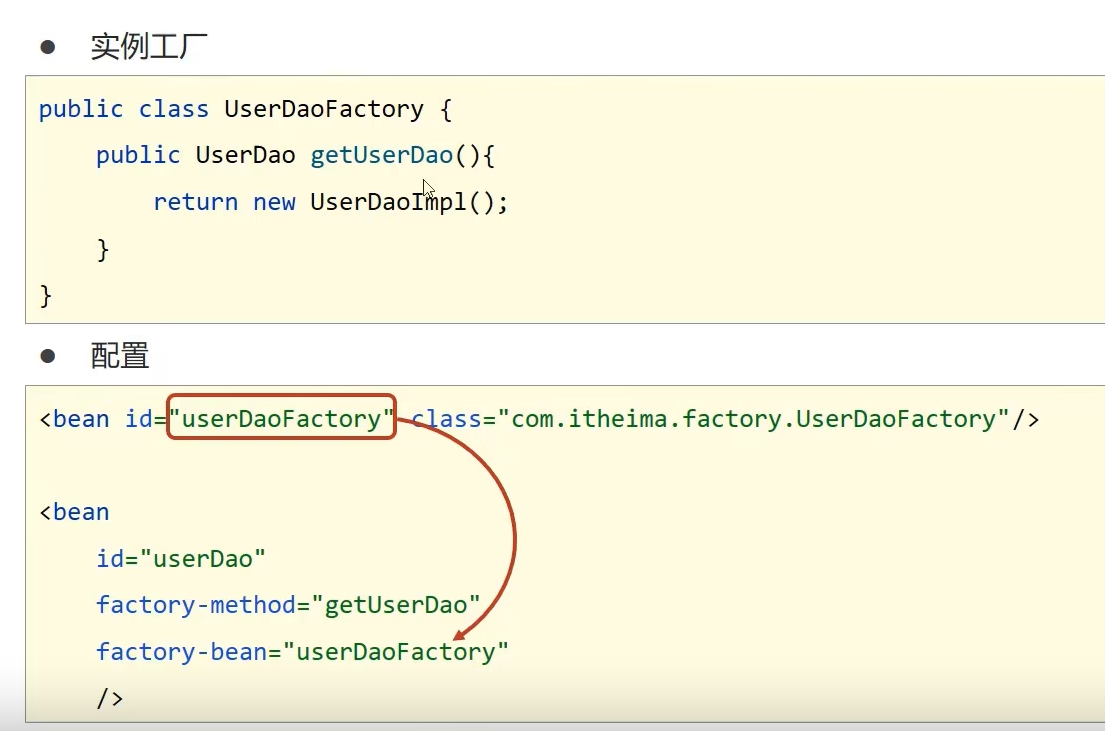 ● 实例工厂
public class UserDaoFactory {
    public UserDao getUserDao(){
        return new UserDaoImpl();
    }
}
● 配置
<bean id="userDaoFactory" class="com.itheima.factory.UserDaoFactory"/>
<bean
    id="userDao"
    factory-method="getUserDao"
    factory-bean="userDaoFactory"
    />